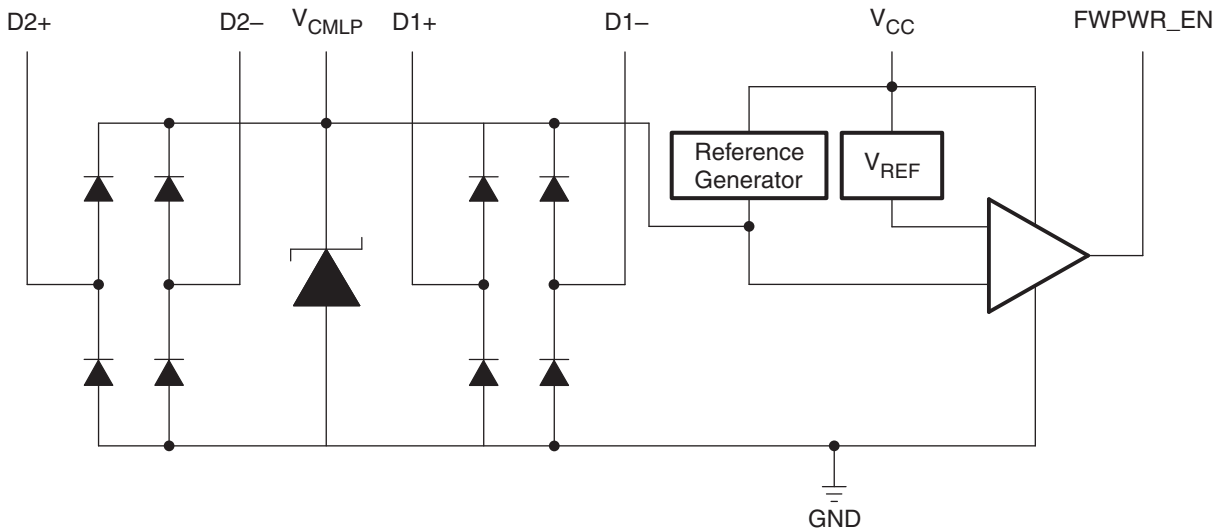 D2+
D2–
VCMLP
D1+
D1–
VCC
FWPWR_EN
Reference
Generator
VREF
GND